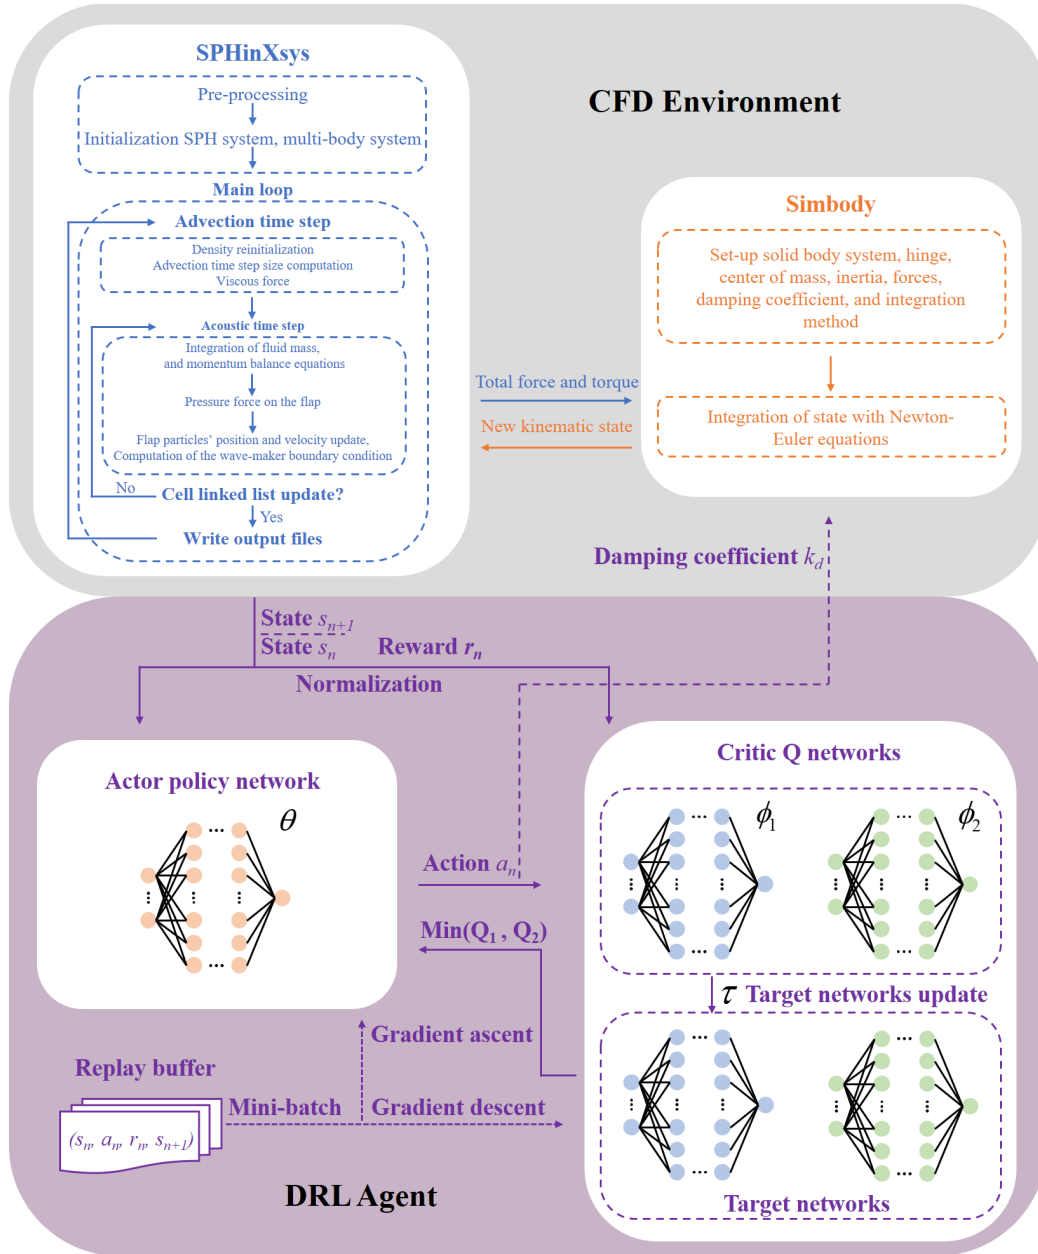 SPHinXsys
Pre-processing
Initialization SPH system, multi-body system
Main loop
Advection time step
Density reinitialization
Advection time step size computation
Viscous force
Acoustic time step
Integration of fluid mass,
and momentum balance equations
Pressure force on the flap
Flap particles' position and velocity update,
Computation of the wave-maker boundary condition
No
Cell linked list update?
Yes
Write output files
CFD Environment
Simbody
Set-up solid body system, hinge,
center of mass, inertia, forces,
damping coefficient, and integration
method
Integration of state with Newton-
Euler equations
Total force and torque
New kinematic state
Damping coefficient k_d
State s_{n+1}
State s_n Reward r_n
Normalization
Actor policy network
θ
Action a_n
Min(Q_1 , Q_2)
Critic Q networks
ϕ_1
ϕ_2
τ Target networks update
Target networks
Gradient ascent
Replay buffer
Mini-batch
Gradient descent
(s_n, a_n, r_n, s_{n+1})
DRL Agent